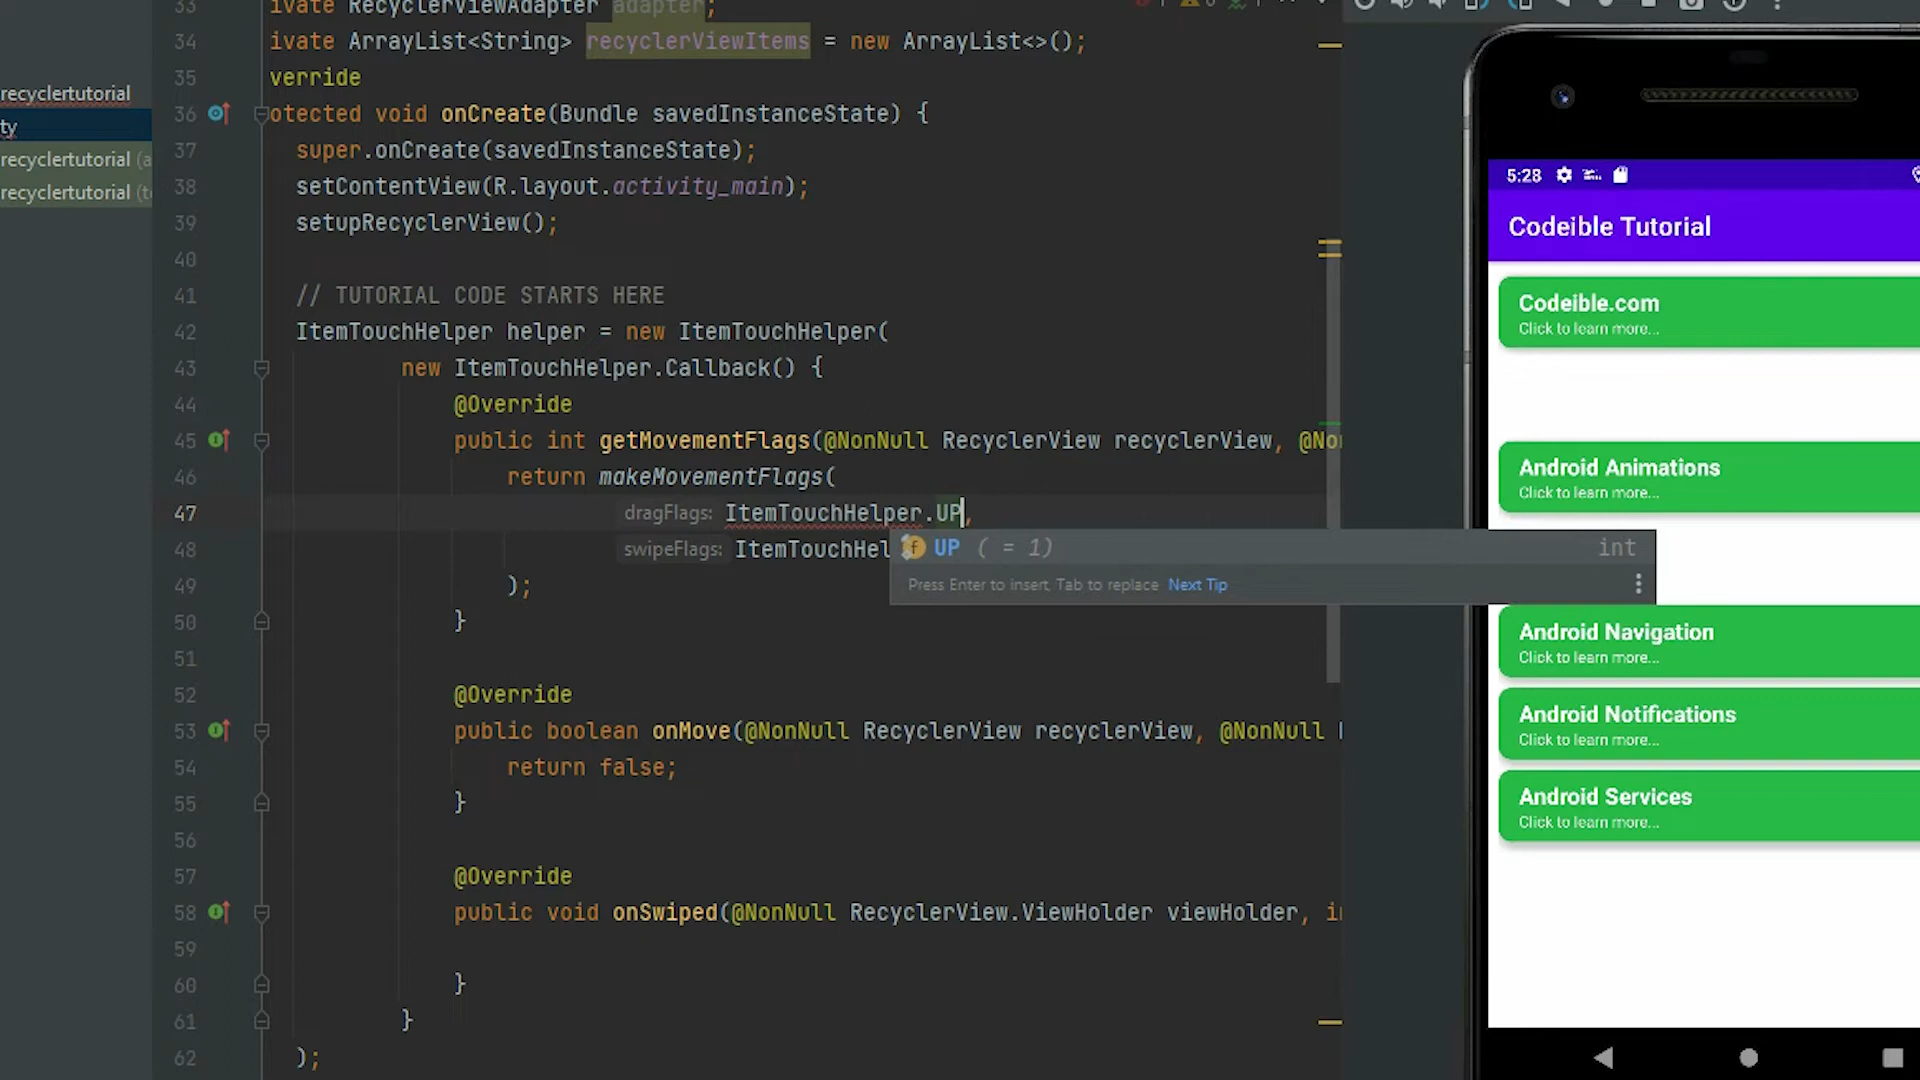 33 ivate RecyclerViewAdapter adapter;
34 ivate ArrayList<String> recyclerViewItems = new ArrayList<>();
35 verride
36 otected void onCreate(Bundle savedInstanceState) {
37 super.onCreate(savedInstanceState);
38 setContentView(R.layout.activity_main);
39 setupRecyclerView();
40
41 // TUTORIAL CODE STARTS HERE
42 ItemTouchHelper helper = new ItemTouchHelper(
43 new ItemTouchHelper.Callback() {
44 @Override
45 public int getMovementFlags(@NonNull RecyclerView recyclerView, @No
46 return makeMovementFlags(
47 dragFlags: ItemTouchHelper.UP,
48 swipeFlags: ItemTouchHel
49 );
50 }
51
52 @Override
53 public boolean onMove(@NonNull RecyclerView recyclerView, @NonNull
54 return false;
55 }
56
57 @Override
58 public void onSwiped(@NonNull RecyclerView.ViewHolder viewHolder, i
59
60 }
61 }
62 );
recyclertutorial
ty
recyclertutorial (a
recyclertutorial (t
f UP ( = 1) int
Press Enter to insert, Tab to replace Next Tip
5:28
Codeible Tutorial
Codeible.com
Click to learn more...
Android Animations
Click to learn more...
Android Navigation
Click to learn more...
Android Notifications
Click to learn more...
Android Services
Click to learn more...